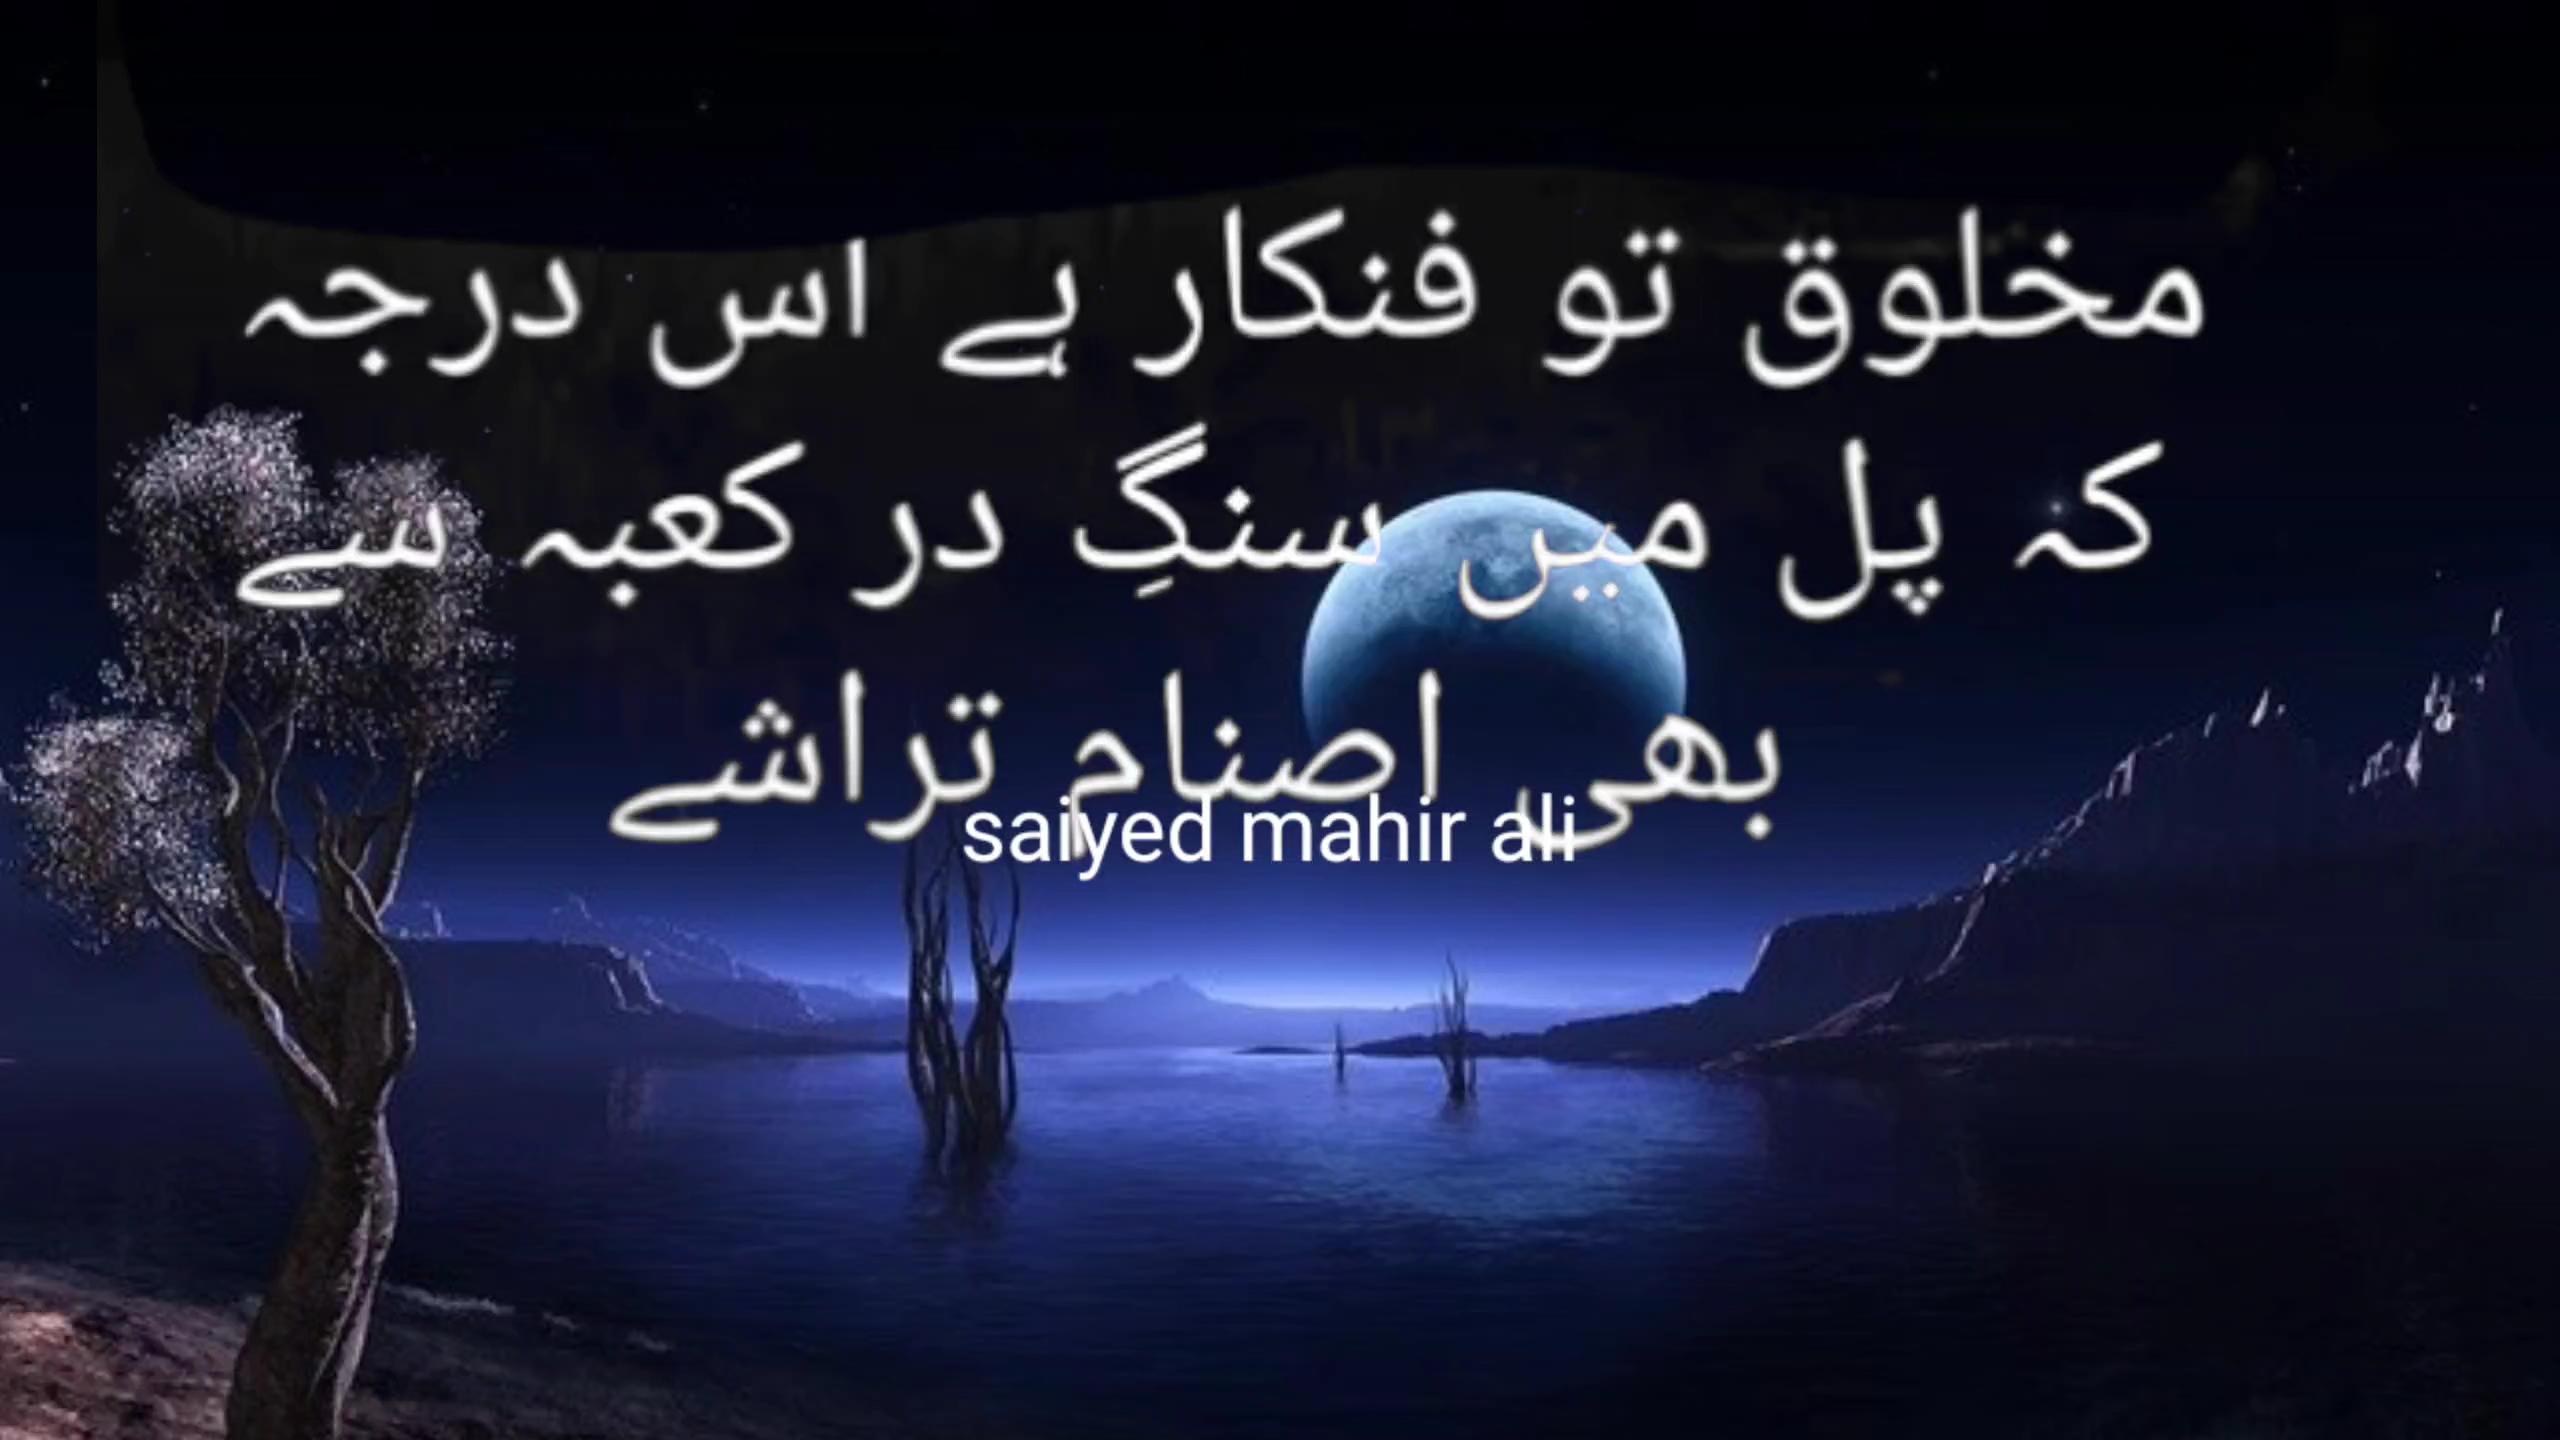 مخلوق تو فنکار ہے اس درجہ
کہ پل میں سنگِ در کعبہ سے
بھی اصنام تراشے
saiyed mahir ali